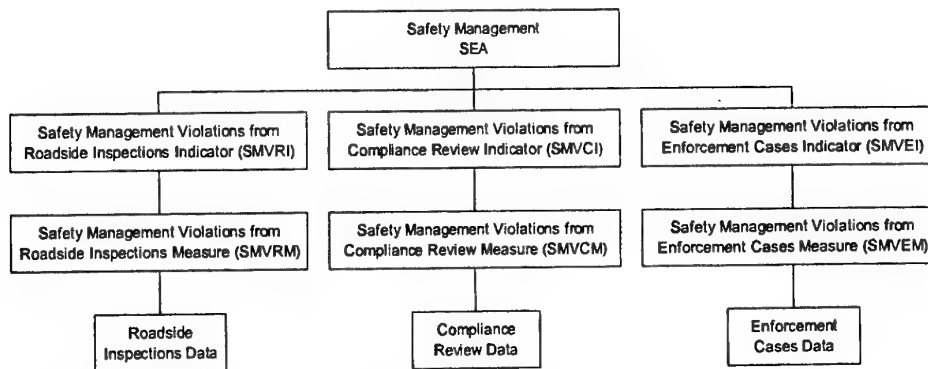 Safety Management
SEA
Safety Management Violations from
Roadside Inspections Indicator (SMVRI)
Safety Management Violations from
Compliance Review Indicator (SMVCI)
Safety Management Violations from
Enforcement Cases Indicator (SMVEI)
Safety Management Violations from
Roadside Inspections Measure (SMVRM)
Safety Management Violations from
Compliance Review Measure (SMVCM)
Safety Management Violations from
Enforcement Cases Measure (SMVEM)
Roadside
Inspections Data
Compliance
Review Data
Enforcement
Cases Data